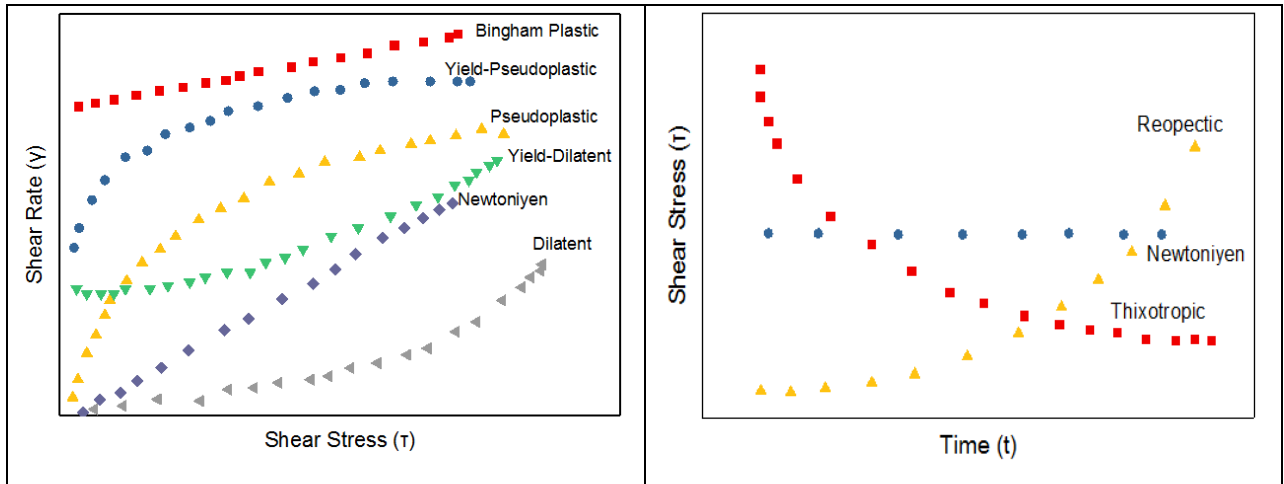 Bingham Plastic
Yield-Pseudoplastic
Pseudoplastic
Yield-Dilatent
Newtoniyen
Dilatent
Shear Rate (γ)
Shear Stress (τ)
Reopectic
Newtoniyen
Thixotropic
Shear Stress (τ)
Time (t)